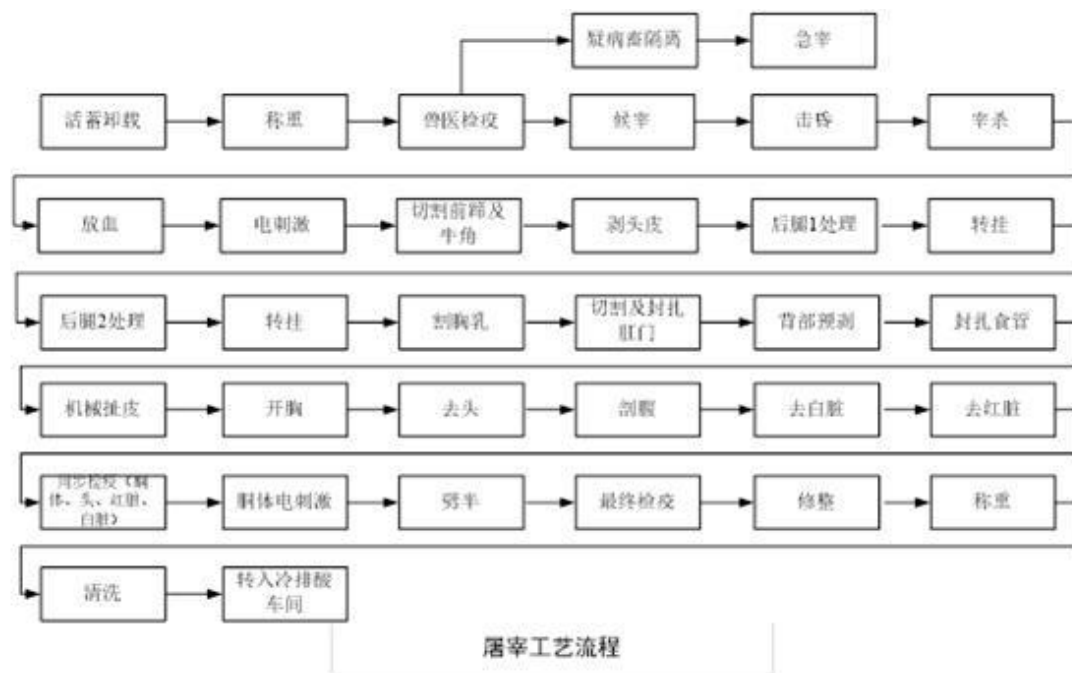 疑病畜隔离
急宰
活蓄卸载
称重
兽医检疫
候宰
击昏
宰杀
放血
电刺激
切割前蹄及
牛角
剥头皮
后腿1处理
转挂
后腿2处理
转挂
割胸乳
切割及封扎
肛门
背部预剥
封扎食管
机械扯皮
开胸
去头
剖腹
去白脏
去红脏
同步检疫（胴
体、头、红脏、
白脏）
胴体电刺激
劈半
最终检疫
修整
称重
清洗
转入冷排酸
车间
屠宰工艺流程